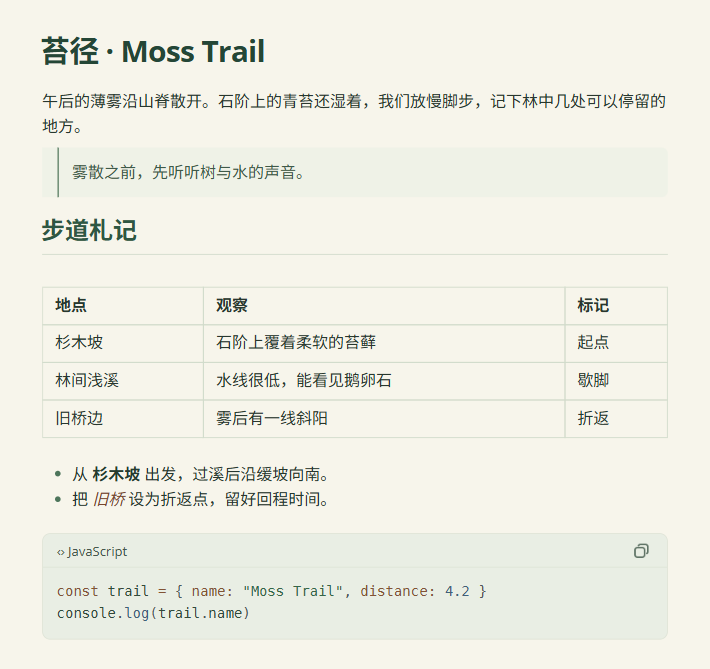 苔径 · Moss Trail
午后的薄雾沿山脊散开。石阶上的青苔还湿着，我们放慢脚步，记下林中几处可以停留的
地方。
雾散之前，先听听树与水的声音。
步道札记
地点 观察 标记
杉木坡 石阶上覆着柔软的苔藓 起点
林间浅溪 水线很低，能看见鹅卵石 歇脚
旧桥边 雾后有一线斜阳 折返
从 杉木坡 出发，过溪后沿缓坡向南。
把 旧桥 设为折返点，留好回程时间。
JavaScript
const trail = { name: "Moss Trail", distance: 4.2 }
console.log(trail.name)